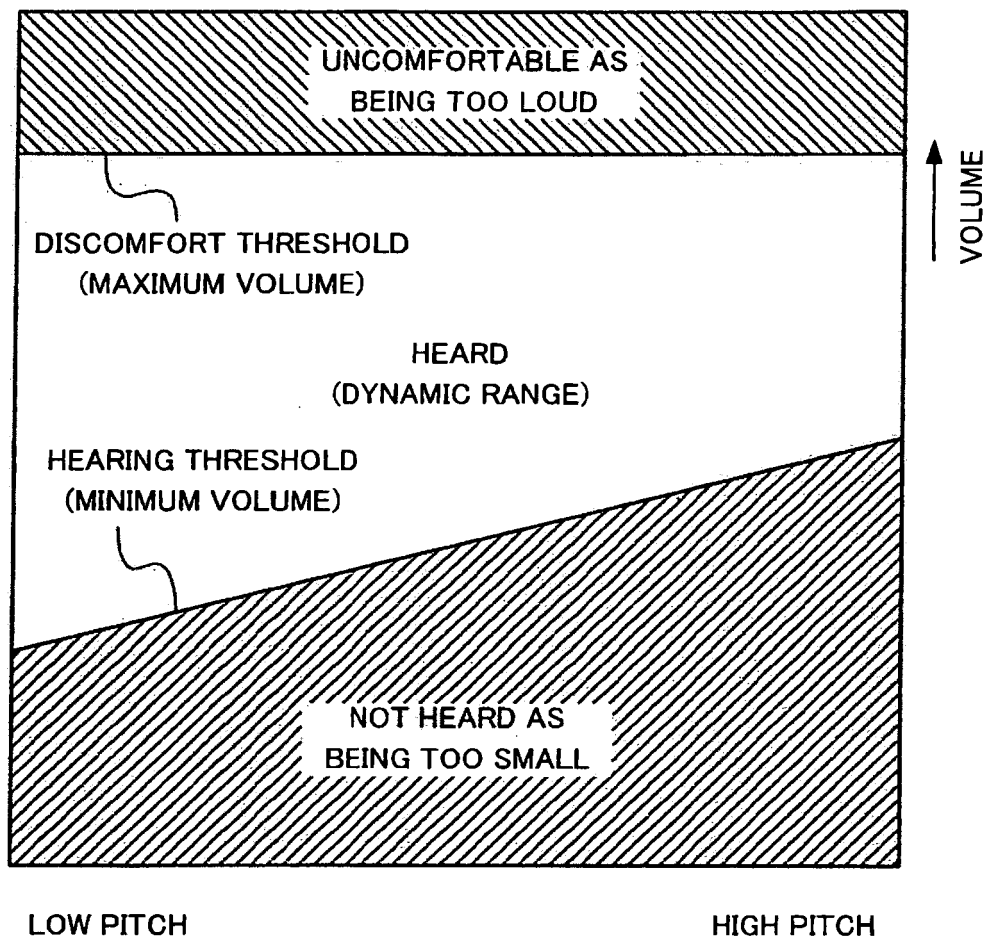 UNCOMFORTABLE AS
BEING TOO LOUD
VOLUME
DISCOMFORT THRESHOLD
(MAXIMUM VOLUME)
HEARD
(DYNAMIC RANGE)
HEARING THRESHOLD
(MINIMUM VOLUME)
NOT HEARD AS
BEING TOO SMALL
LOW PITCH
HIGH PITCH